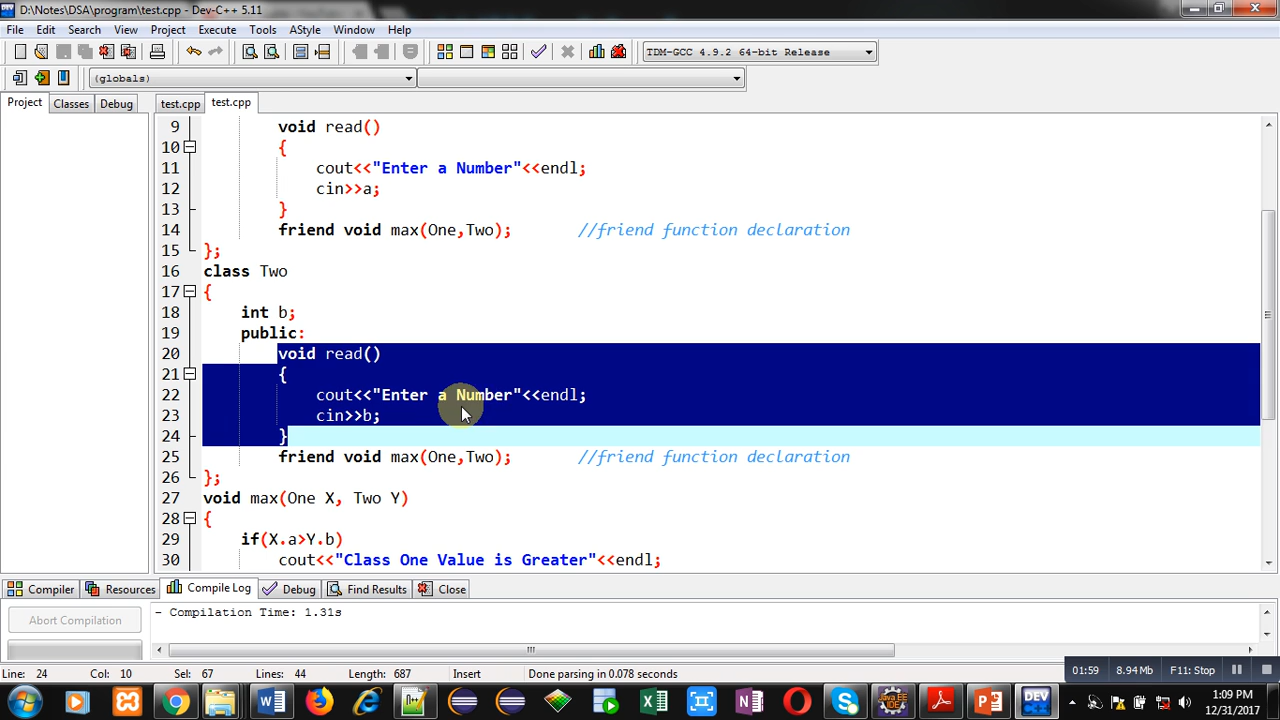 D:\Notes\DSA\program\test.cpp - Dev-C++ 5.11
File Edit Search View Project Execute Tools AStyle Window Help
TDM-GCC 4.9.2 64-bit Release
(globals)
Project Classes Debug test.cpp test.cpp
9 void read()
10 {
11 cout<<"Enter a Number"<<endl;
12 cin>>a;
13 }
14 friend void max(One,Two); //friend function declaration
15 };
16 class Two
17 {
18 int b;
19 public:
20 void read()
21 {
22 cout<<"Enter a Number"<<endl;
23 cin>>b;
24 }
25 friend void max(One,Two); //friend function declaration
26 };
27 void max(One X, Two Y)
28 {
29 if(X.a>Y.b)
30 cout<<"Class One Value is Greater"<<endl;
Compiler Resources Compile Log Debug Find Results Close
Abort Compilation
- Compilation Time: 1.31s
Line: 24 Col: 10 Sel: 67 Lines: 44 Length: 687 Insert Done parsing in 0.078 seconds
01:59 8.94 Mb F11: Stop
DEV
1:09 PM
12/31/2017